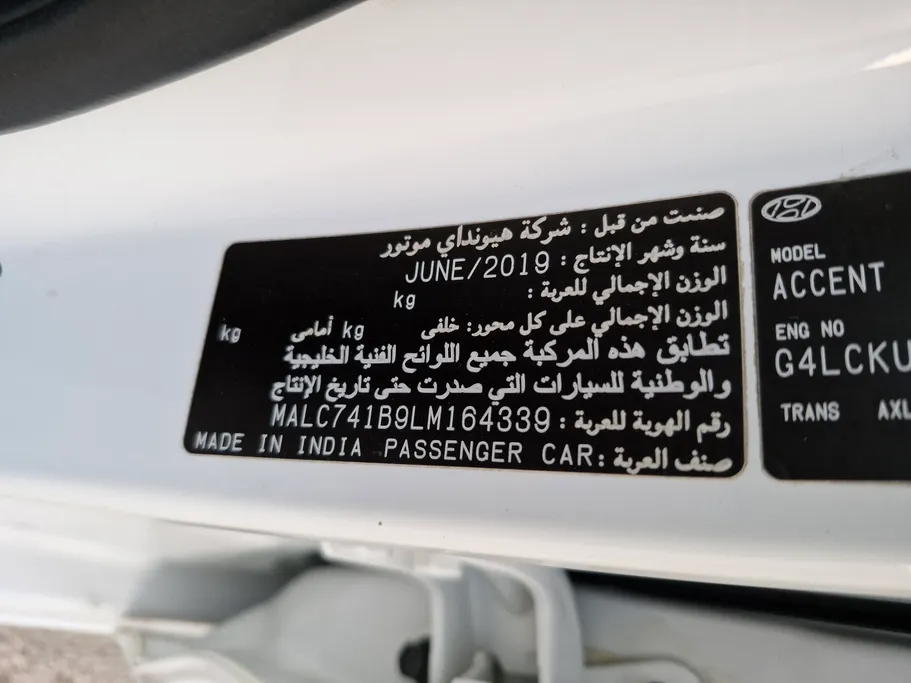 صنعت من قبل : شركة هيونداي موتور
سنة وشهر الإنتاج : JUNE/2019
الوزن الإجمالي للعربة : kg
الوزن الإجمالي على كل محور: خلفى kg أمامى kg
تطابق هذه المركبة جميع اللوائح الفنية الخليجية
والوطنية للسيارات التي صدرت حتى تاريخ الإنتاج
رقم الهوية للعربة : MALC741B9LM164339
صنف العربة : MADE IN INDIA PASSENGER CAR
MODEL
ACCENT
ENG NO
G4LCKU
TRANS AXL